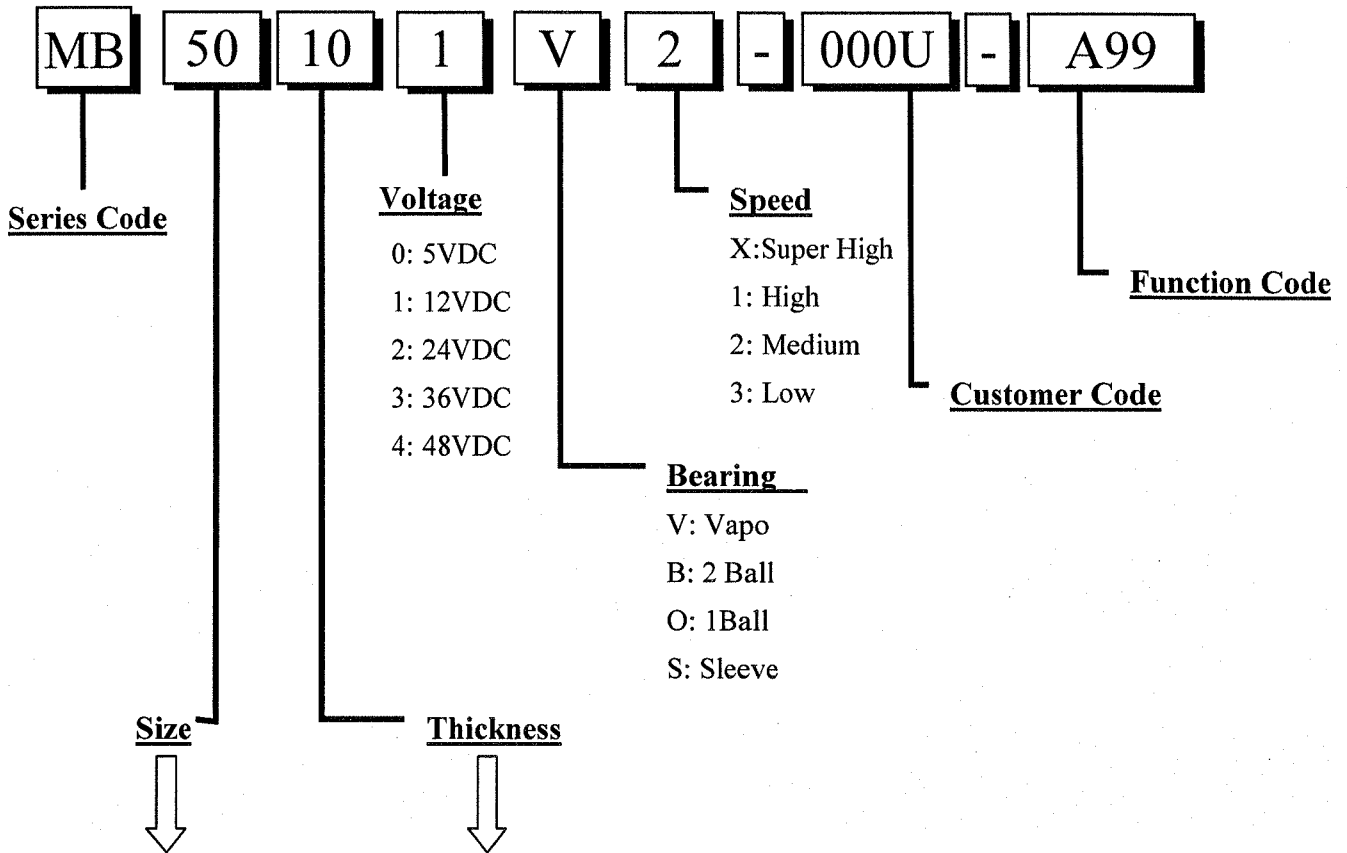 MB 50 10 1 V 2 - 000U - A99
Series Code
Voltage
0: 5VDC
1: 12VDC
2: 24VDC
3: 36VDC
4: 48VDC
Speed
X:Super High
1: High
2: Medium
3: Low
Function Code
Customer Code
Bearing
V: Vapo
B: 2 Ball
O: 1Ball
S: Sleeve
Size
Thickness